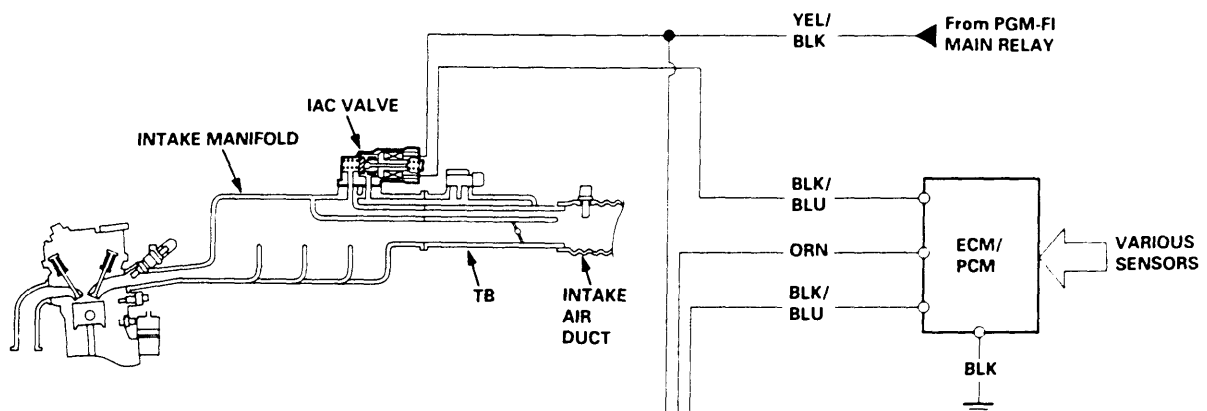 YEL/
BLK
From PGM-FI
MAIN RELAY
IAC VALVE
INTAKE MANIFOLD
BLK/
BLU
ORN
BLK/
BLU
ECM/
PCM
VARIOUS
SENSORS
TB
INTAKE
AIR
DUCT
BLK